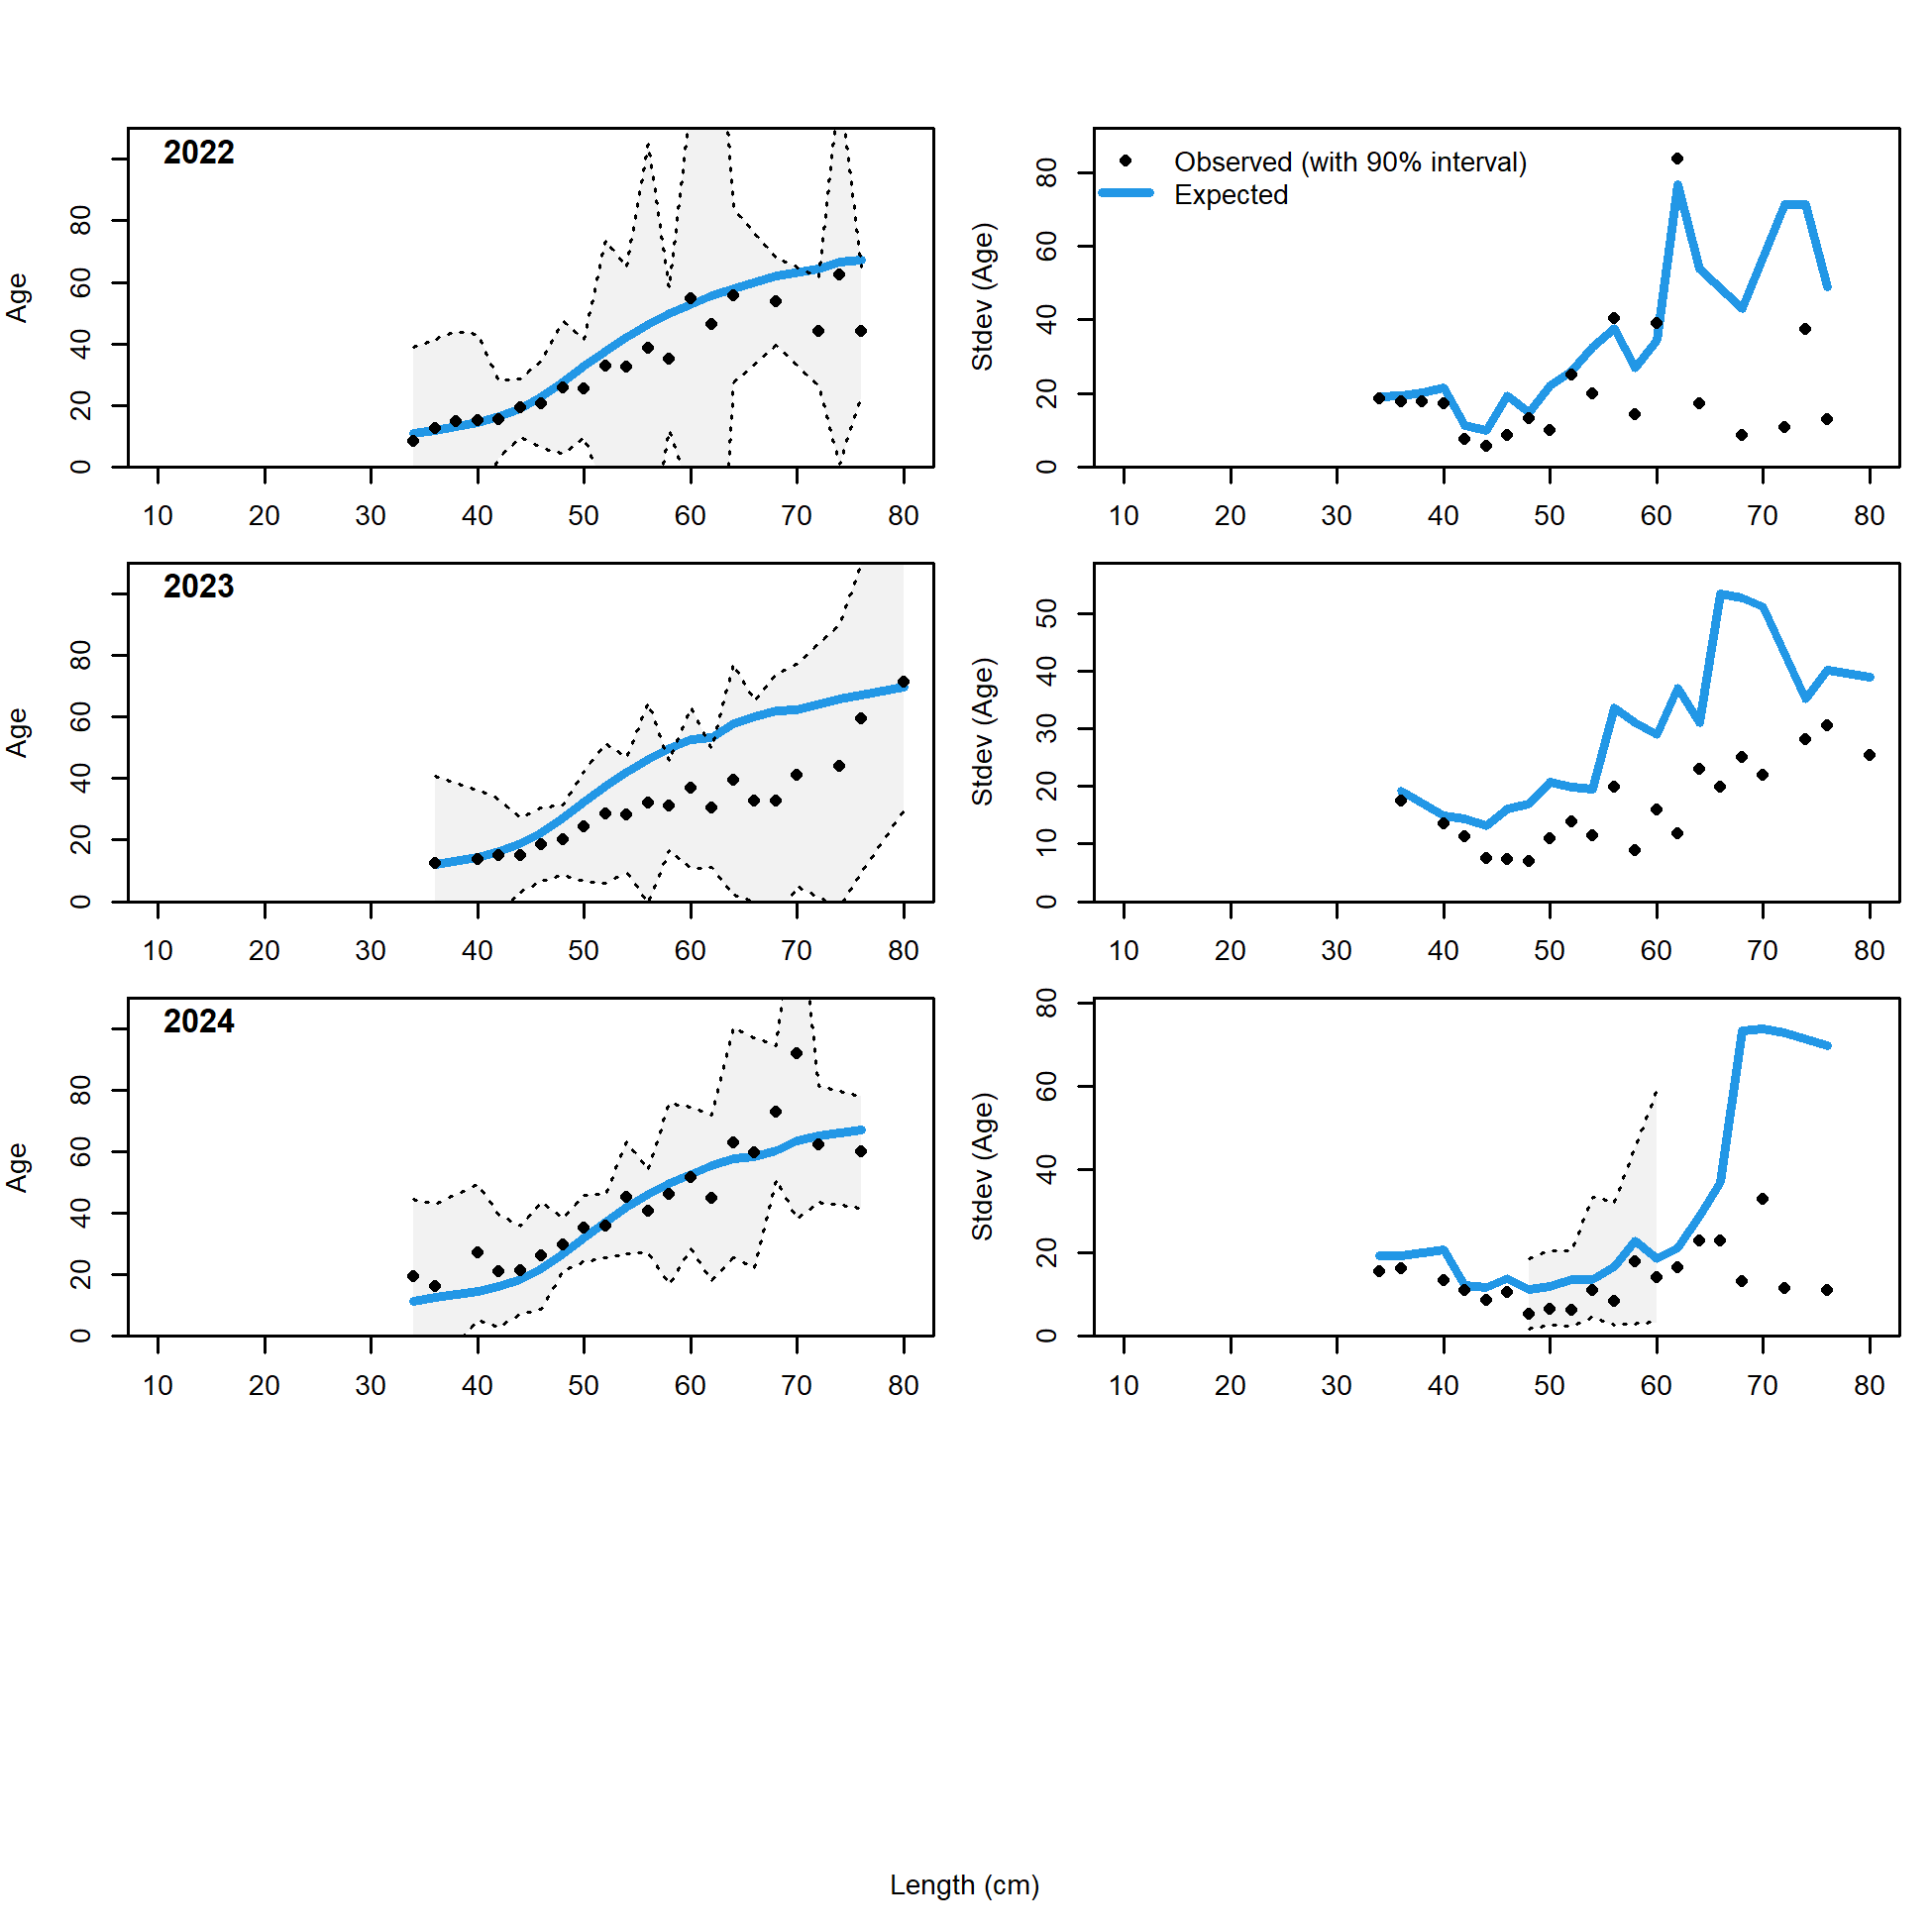 2022
Age
0 20 40 60 80
10 20 30 40 50 60 70 80
Observed (with 90% interval)
Expected
Stdev (Age)
0 20 40 60 80
10 20 30 40 50 60 70 80
2023
Age
0 20 40 60 80
10 20 30 40 50 60 70 80
Stdev (Age)
0 10 20 30 40 50
10 20 30 40 50 60 70 80
2024
Age
0 20 40 60 80
10 20 30 40 50 60 70 80
Stdev (Age)
0 20 40 60 80
10 20 30 40 50 60 70 80
Length (cm)